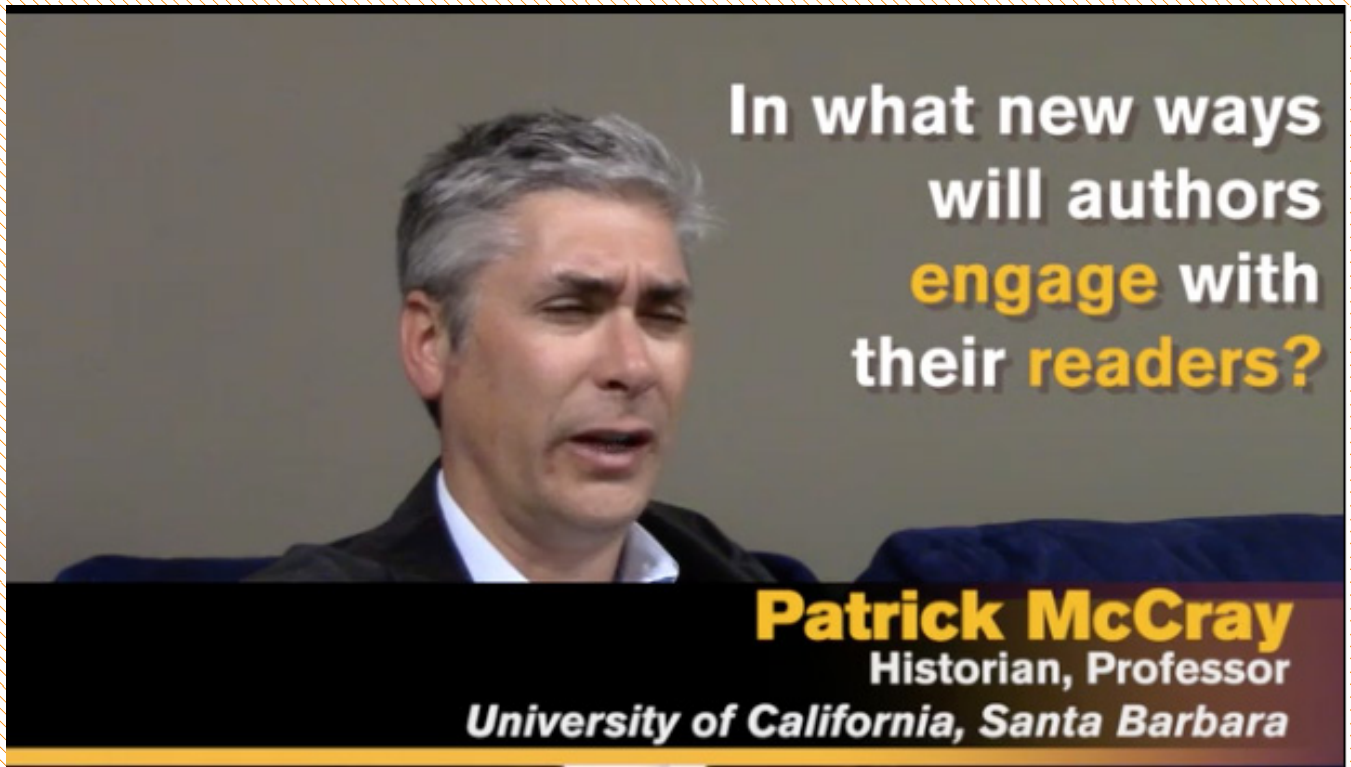 In what new ways
will authors
engage with
their readers?
Patrick McCray
Historian, Professor
University of California, Santa Barbara